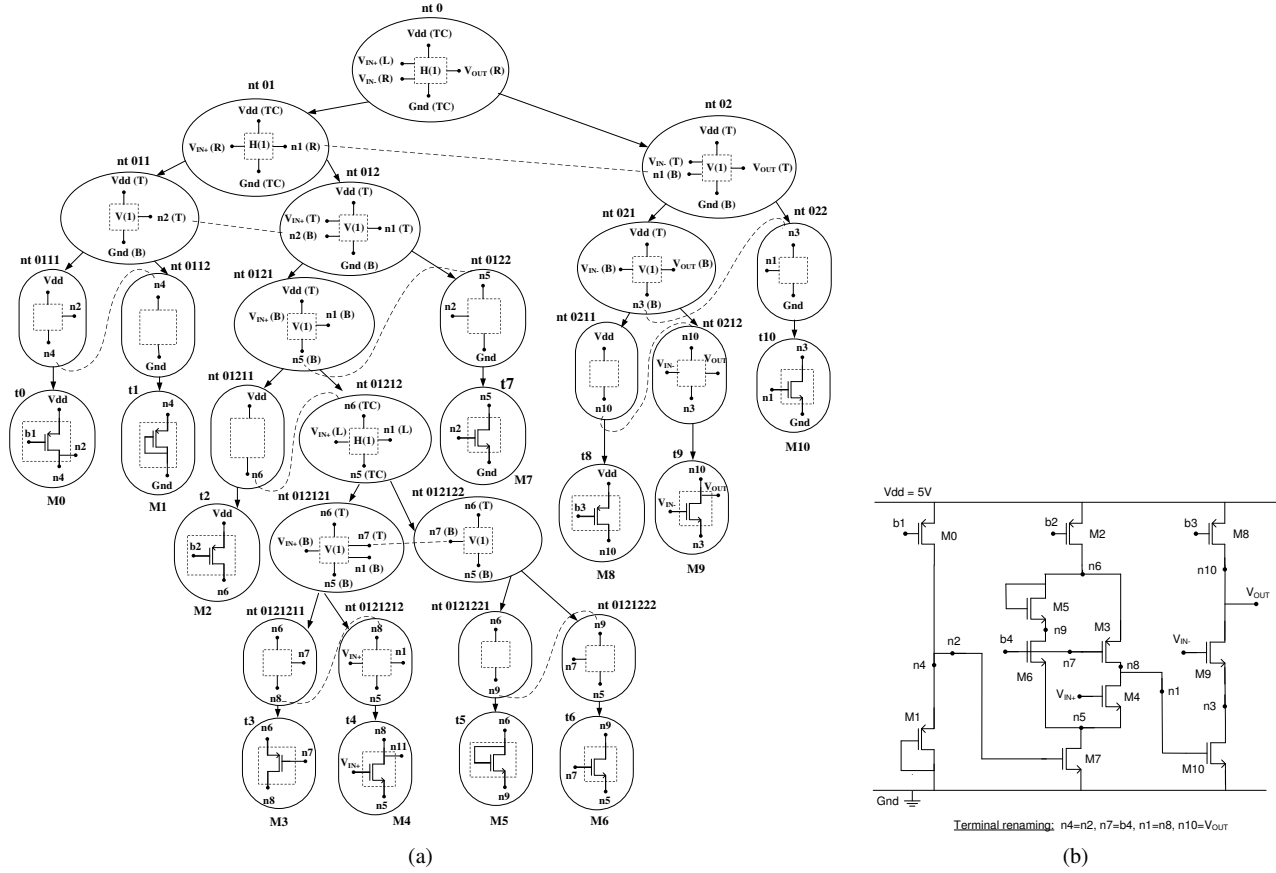 nt 0
Vdd (TC)
VIN+ (L)
VIN- (R)
H(1)
VOUT (R)
Gnd (TC)
nt 01
Vdd (TC)
VIN+ (R)
H(1)
n1 (R)
Gnd (TC)
nt 02
Vdd (T)
VIN- (T)
n1 (B)
V(1)
VOUT (T)
Gnd (B)
nt 011
Vdd (T)
V(1)
n2 (T)
Gnd (B)
nt 012
Vdd (T)
VIN+ (T)
n2 (B)
V(1)
n1 (T)
Gnd (B)
nt 021
Vdd (T)
VIN- (B)
V(1)
VOUT (B)
n3 (B)
nt 022
n3
n1
Gnd
nt 0111
Vdd
n2
n4
nt 0112
n4
Gnd
nt 0121
Vdd (T)
VIN+ (B)
V(1)
n1 (B)
n5 (B)
nt 0122
n5
n2
Gnd
nt 0211
Vdd
n10
nt 0212
n10
VIN-
VOUT
n3
t10
n3
n1
Gnd
M10
t0
Vdd
b1
n2
n4
M0
t1
n4
Gnd
M1
nt 01211
Vdd
n6
nt 01212
n6 (TC)
VIN+ (L)
H(1)
n1 (L)
n5 (TC)
t7
n5
n2
Gnd
M7
t8
Vdd
b3
n10
M8
t9
n10
VOUT
VIN-
n3
M9
t2
Vdd
b2
n6
M2
nt 012121
n6 (T)
VIN+ (B)
V(1)
n7 (T)
n1 (B)
n5 (B)
nt 012122
n6 (T)
n7 (B)
V(1)
n5 (B)
nt 0121211
n6
n7
n8
nt 0121212
n8
VIN+
n1
n5
nt 0121221
n6
n9
nt 0121222
n9
n7
n5
t3
n6
n7
n8
M3
t4
n8
n11
VIN+
n5
M4
t5
n6
n9
M5
t6
n9
n7
n5
M6
(a)
Vdd = 5V
b1
M0
b2
M2
b3
M8
n6
n10
VOUT
M5
n9
M3
n2
b4
n4
n7
M6
n8
VIN-
M9
VIN+
M4
n1
n3
M1
n5
M7
M10
Gnd
Terminal renaming: n4=n2, n7=b4, n1=n8, n10=VOUT
(b)